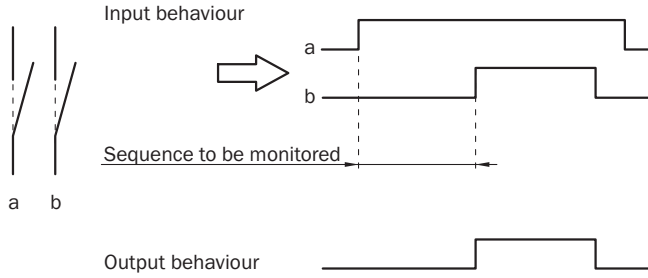 Input behaviour
a
b
Sequence to be monitored
a b
Output behaviour